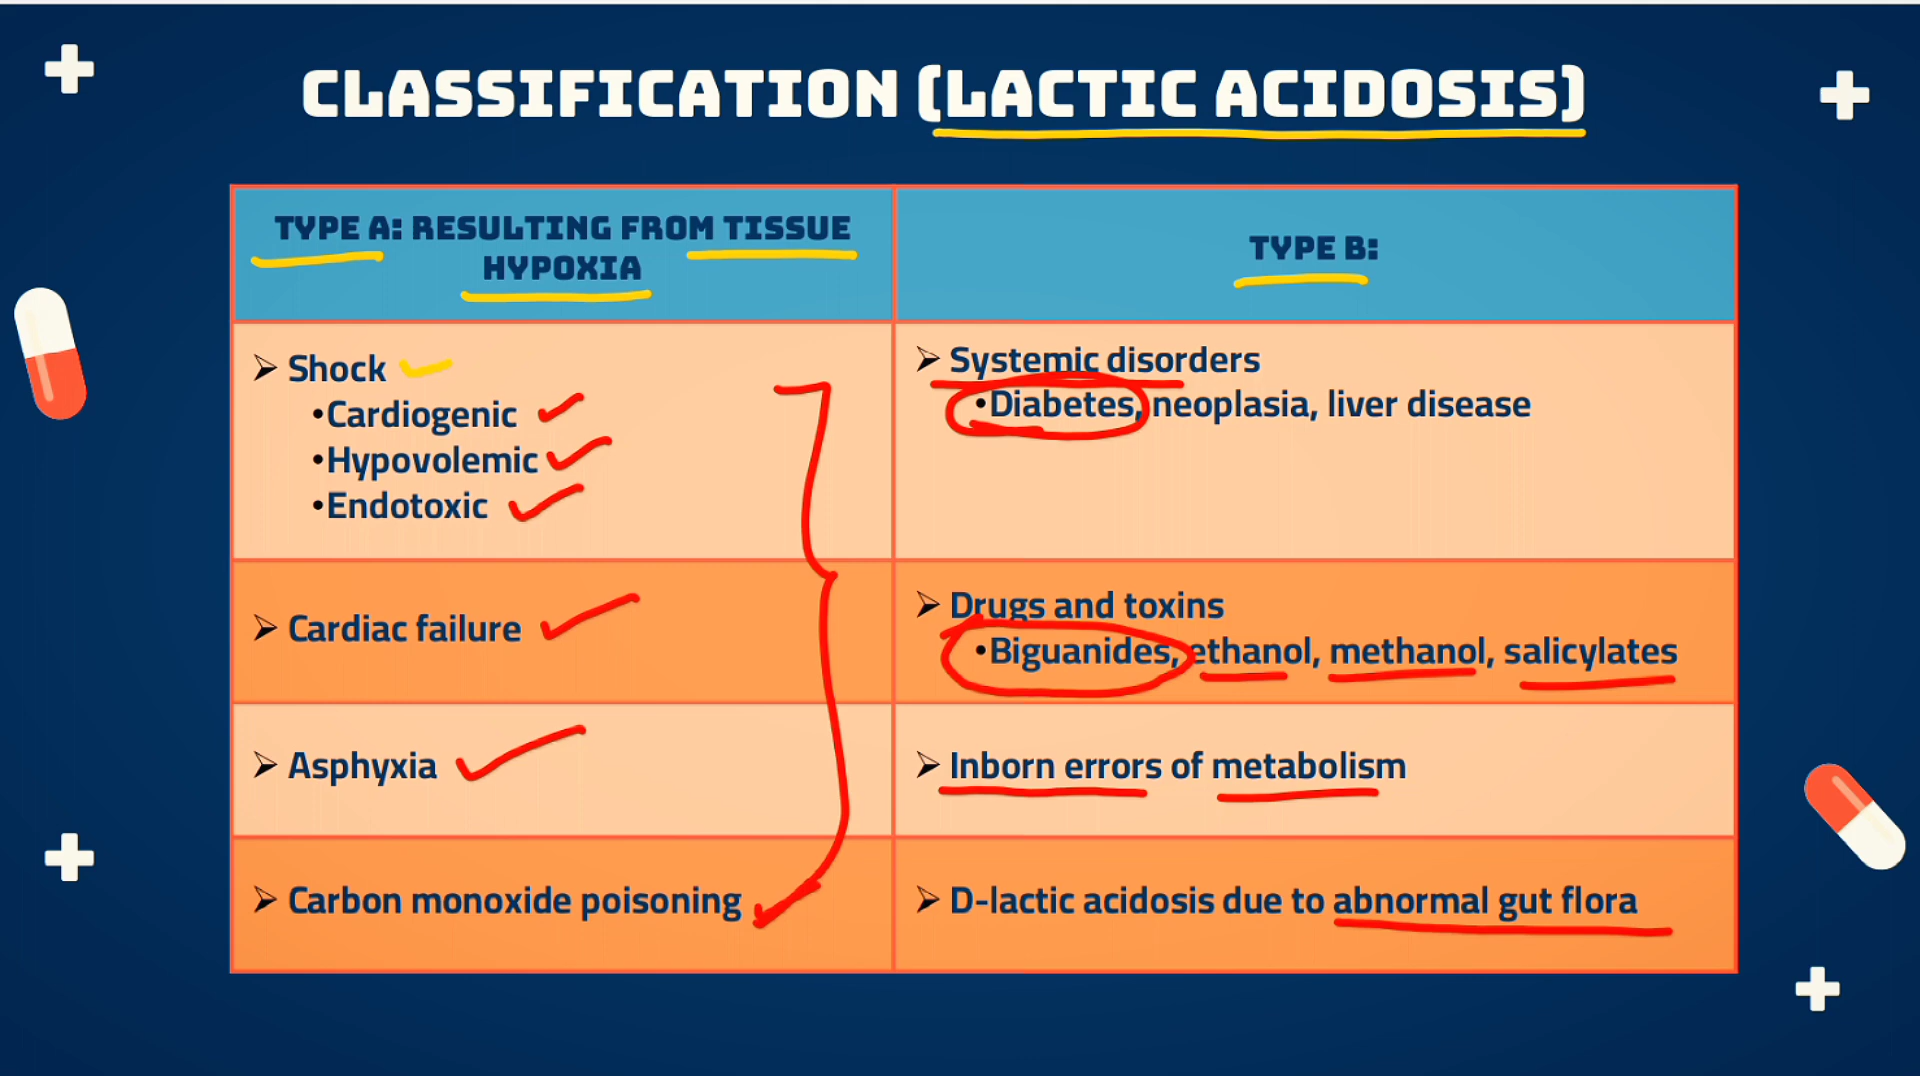 CLASSIFICATION (LACTIC ACIDOSIS)
TYPE A: RESULTING FROM TISSUE
HYPOXIA
TYPE B:
➢ Shock
•Cardiogenic
•Hypovolemic
•Endotoxic
➢ Systemic disorders
•Diabetes, neoplasia, liver disease
➢ Cardiac failure
➢ Drugs and toxins
•Biguanides, ethanol, methanol, salicylates
➢ Asphyxia
➢ Inborn errors of metabolism
➢ Carbon monoxide poisoning
➢ D-lactic acidosis due to abnormal gut flora